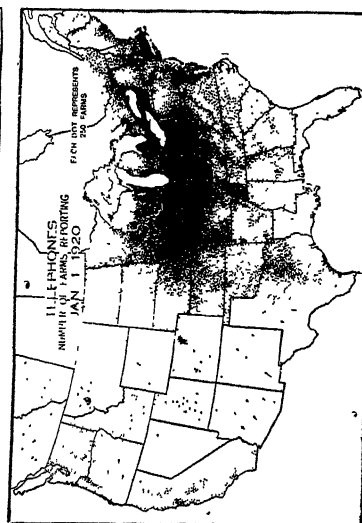 TELEPHONES
NUMBER OF FARMS REPORTING
JAN 1 1920
EACH DOT REPRESENTS
250 FARMS